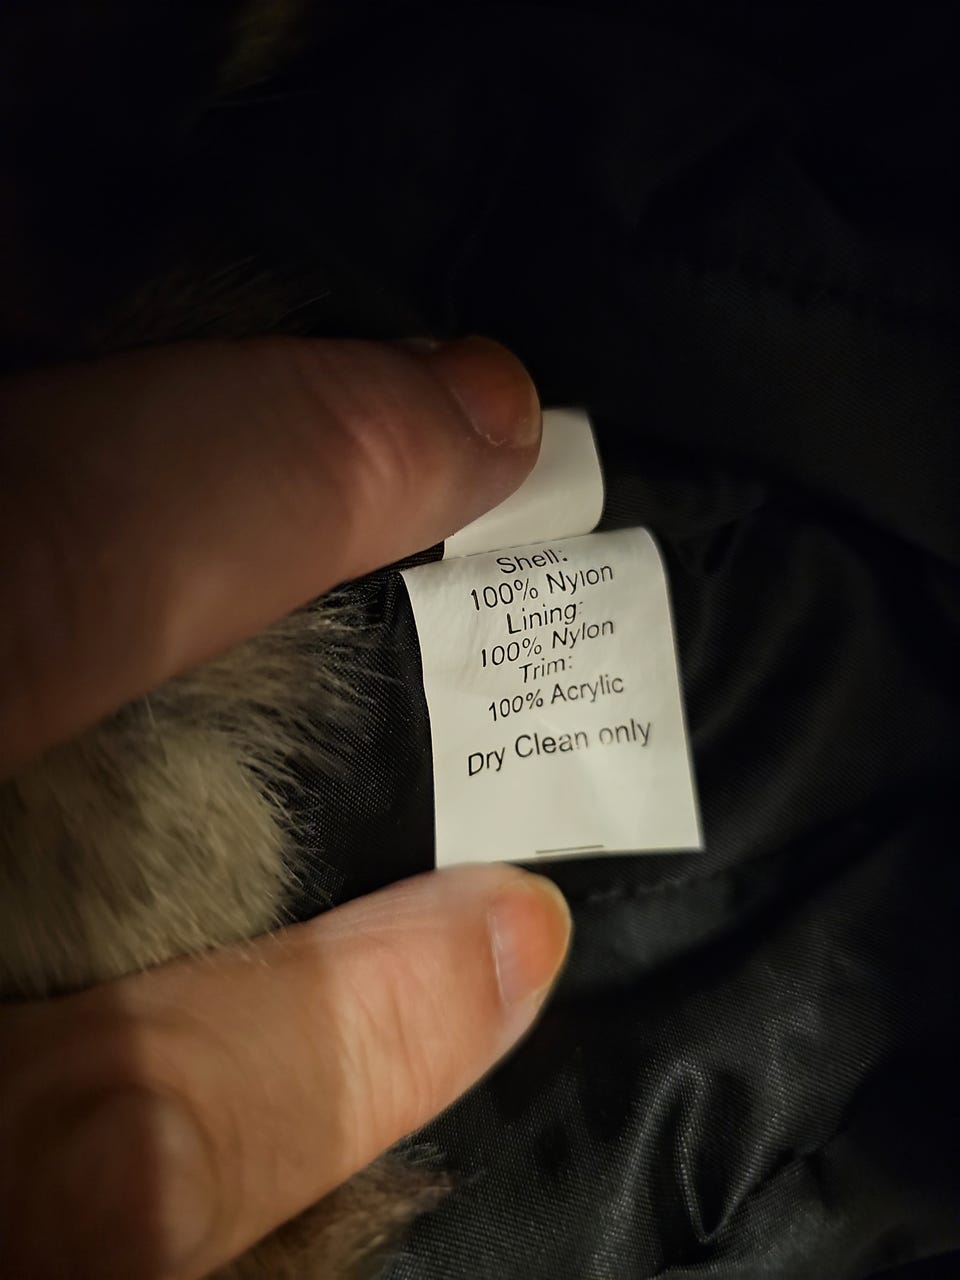 Shell:
100% Nylon
Lining:
100% Nylon
Trim:
100% Acrylic
Dry Clean only